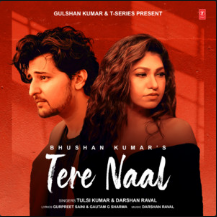 GULSHAN KUMAR & T-SERIES PRESENT
T-SERIES
BHUSHAN KUMAR'S
Tere Naal
SINGERS TULSI KUMAR & DARSHAN RAVAL
LYRICS GURPREET SAINI & GAUTAM G SHARMA MUSIC DARSHAN RAVAL